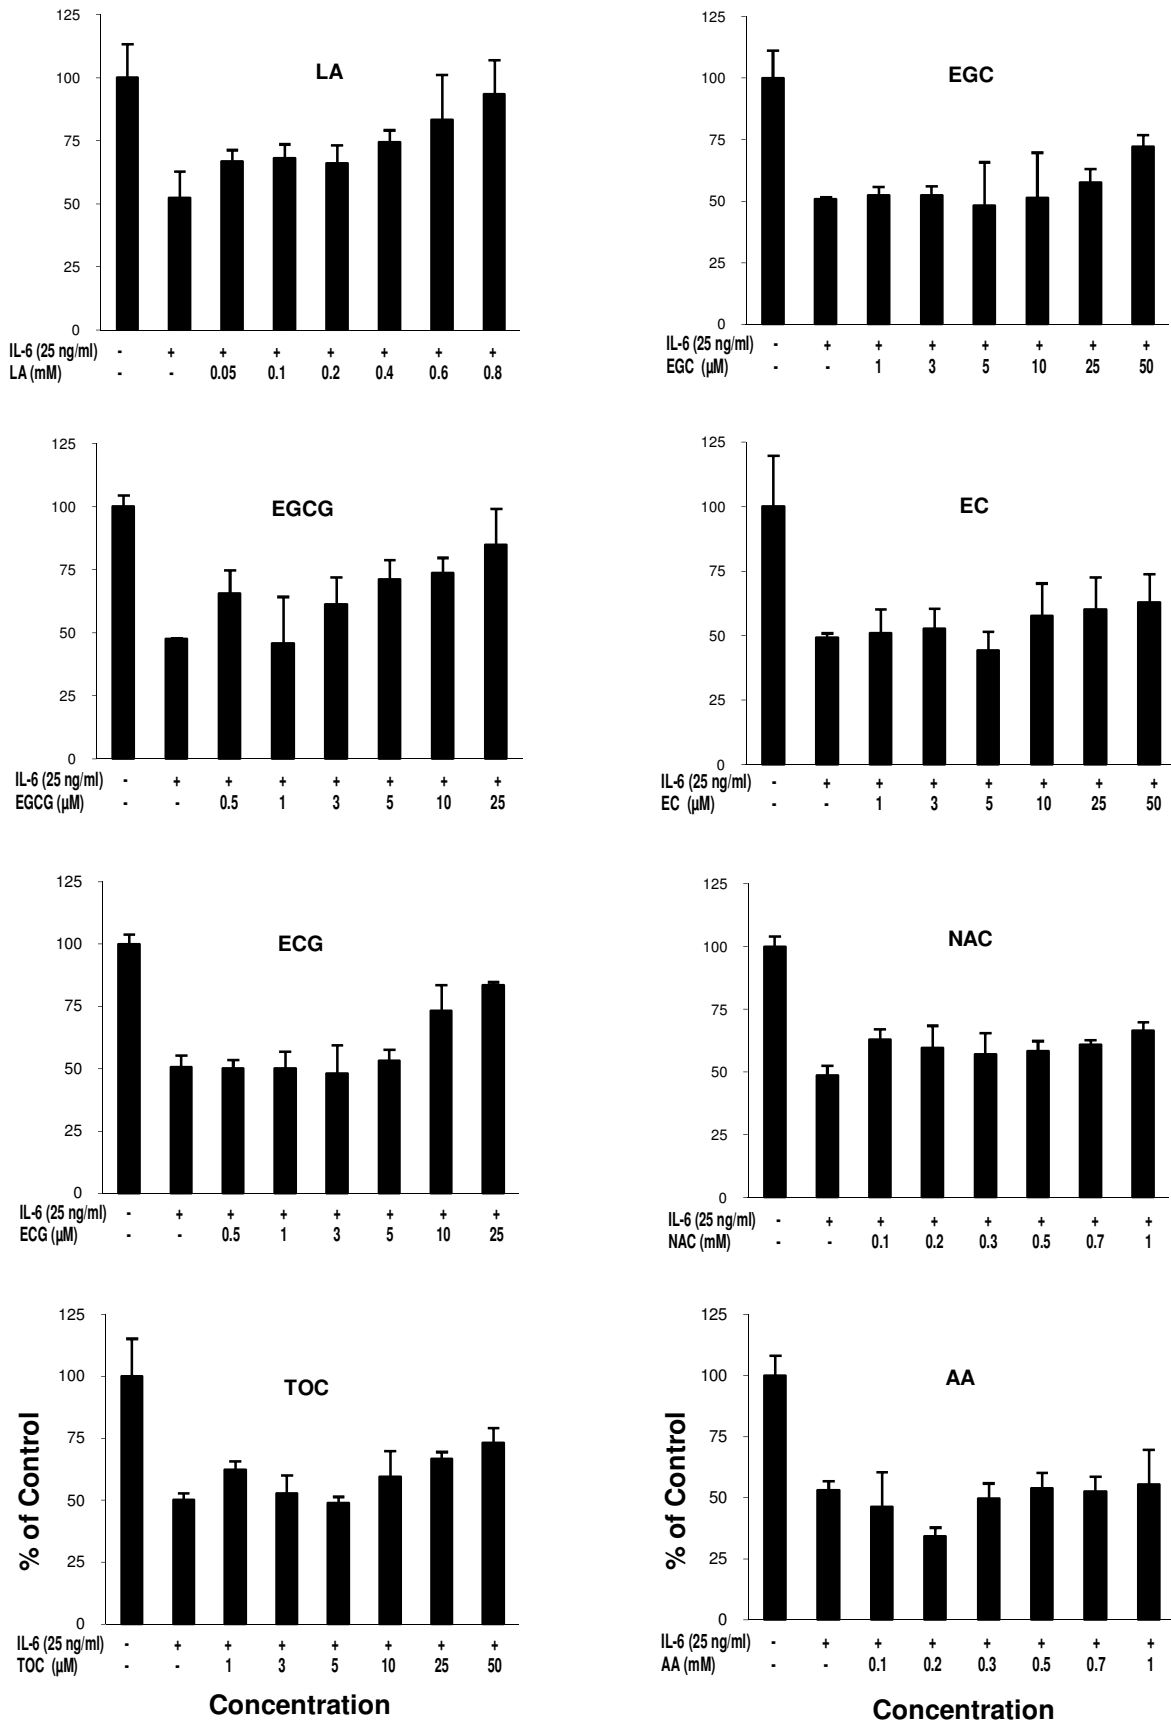 LA
125
100
75
50
25
0
IL-6 (25 ng/ml) - + + + + + + +
LA (mM) - - 0.05 0.1 0.2 0.4 0.6 0.8
EGC
125
100
75
50
25
0
IL-6 (25 ng/ml) - + + + + + + +
EGC (µM) - - 1 3 5 10 25 50
EGCG
125
100
75
50
25
0
IL-6 (25 ng/ml) - + + + + + + +
EGCG (µM) - - 0.5 1 3 5 10 25
EC
125
100
75
50
25
0
IL-6 (25 ng/ml) - + + + + + + +
EC (µM) - - 1 3 5 10 25 50
ECG
125
100
75
50
25
0
IL-6 (25 ng/ml) - + + + + + + +
ECG (µM) - - 0.5 1 3 5 10 25
NAC
125
100
75
50
25
0
IL-6 (25 ng/ml) - + + + + + + +
NAC (mM) - - 0.1 0.2 0.3 0.5 0.7 1
TOC
125
100
75
50
25
0
% of Control
IL-6 (25 ng/ml) - + + + + + + +
TOC (µM) - - 1 3 5 10 25 50
Concentration
AA
125
100
75
50
25
0
% of Control
IL-6 (25 ng/ml) - + + + + + + +
AA (mM) - - 0.1 0.2 0.3 0.5 0.7 1
Concentration